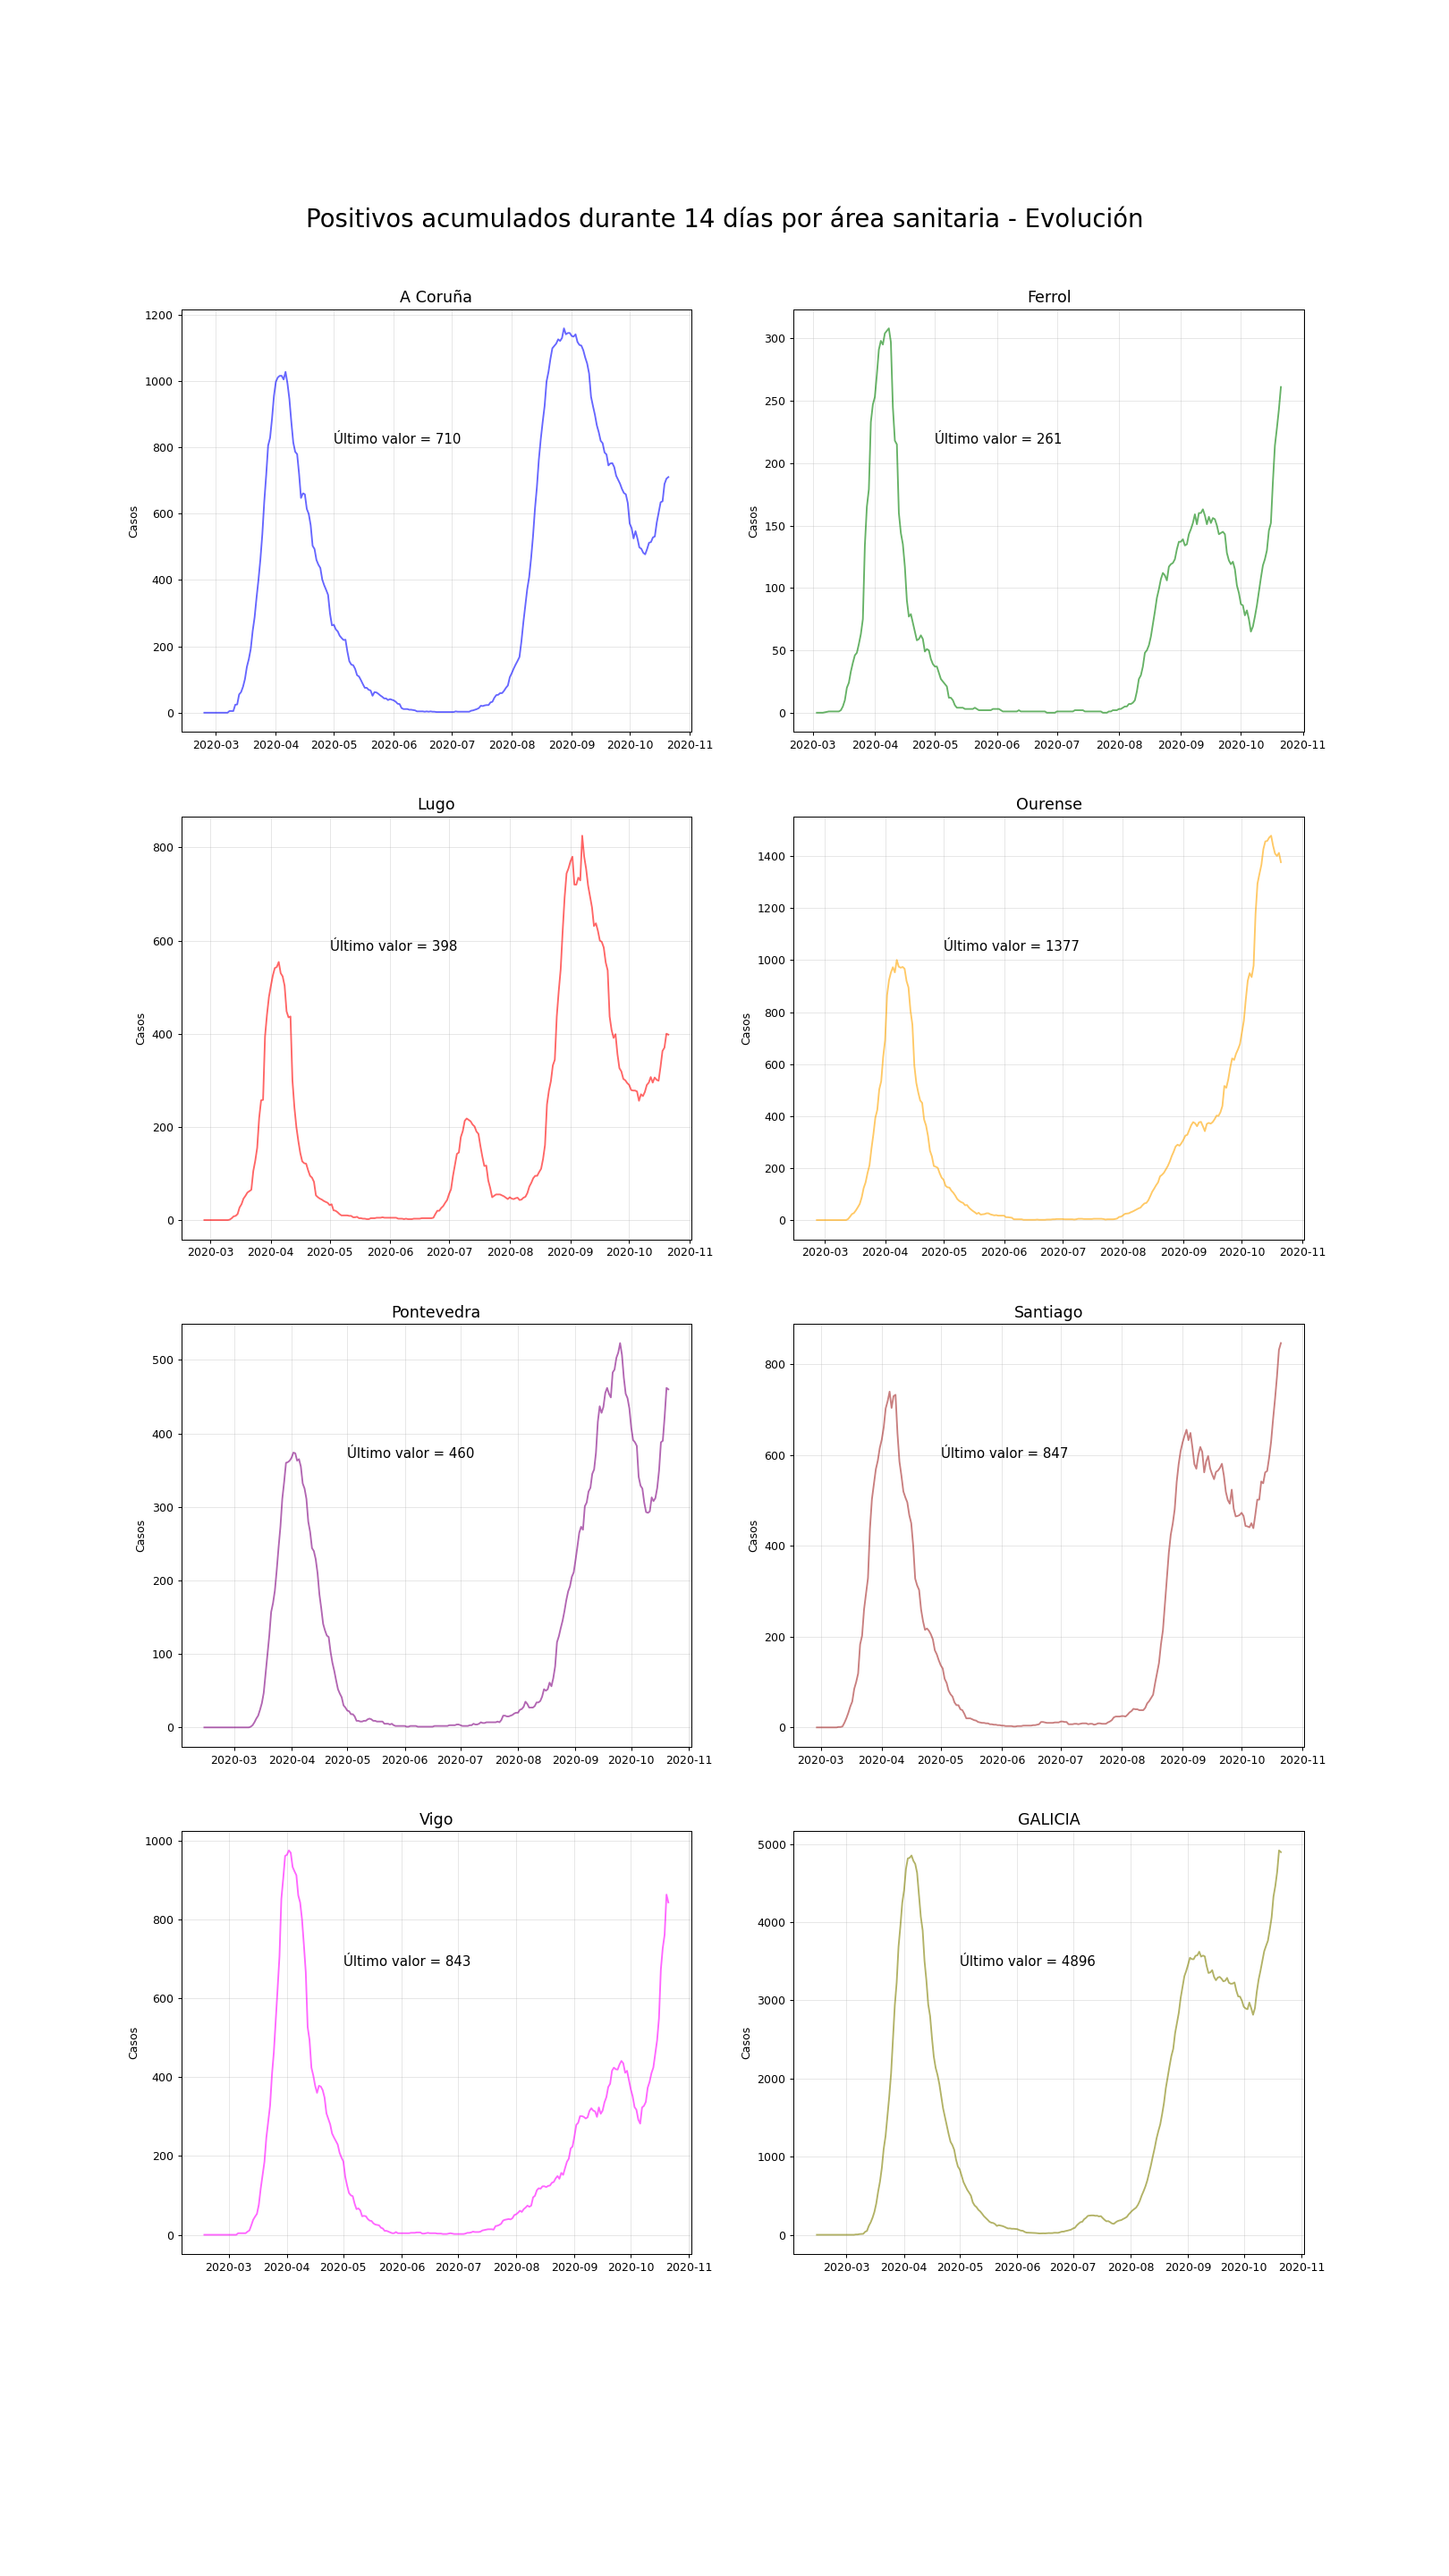 Positivos acumulados durante 14 días por área sanitaria - Evolución
A Coruña
1200
1000
800
600
400
200
0
Casos
Último valor = 710
2020-03 2020-04 2020-05 2020-06 2020-07 2020-08 2020-09 2020-10 2020-11
Ferrol
300
250
200
150
100
50
0
Casos
Último valor = 261
2020-03 2020-04 2020-05 2020-06 2020-07 2020-08 2020-09 2020-10 2020-11
Lugo
800
600
400
200
0
Casos
Último valor = 398
2020-03 2020-04 2020-05 2020-06 2020-07 2020-08 2020-09 2020-10 2020-11
Ourense
1400
1200
1000
800
600
400
200
0
Casos
Último valor = 1377
2020-03 2020-04 2020-05 2020-06 2020-07 2020-08 2020-09 2020-10 2020-11
Pontevedra
500
400
300
200
100
0
Casos
Último valor = 460
2020-03 2020-04 2020-05 2020-06 2020-07 2020-08 2020-09 2020-10 2020-11
Santiago
800
600
400
200
0
Casos
Último valor = 847
2020-03 2020-04 2020-05 2020-06 2020-07 2020-08 2020-09 2020-10 2020-11
Vigo
1000
800
600
400
200
0
Casos
Último valor = 843
2020-03 2020-04 2020-05 2020-06 2020-07 2020-08 2020-09 2020-10 2020-11
GALICIA
5000
4000
3000
2000
1000
0
Casos
Último valor = 4896
2020-03 2020-04 2020-05 2020-06 2020-07 2020-08 2020-09 2020-10 2020-11